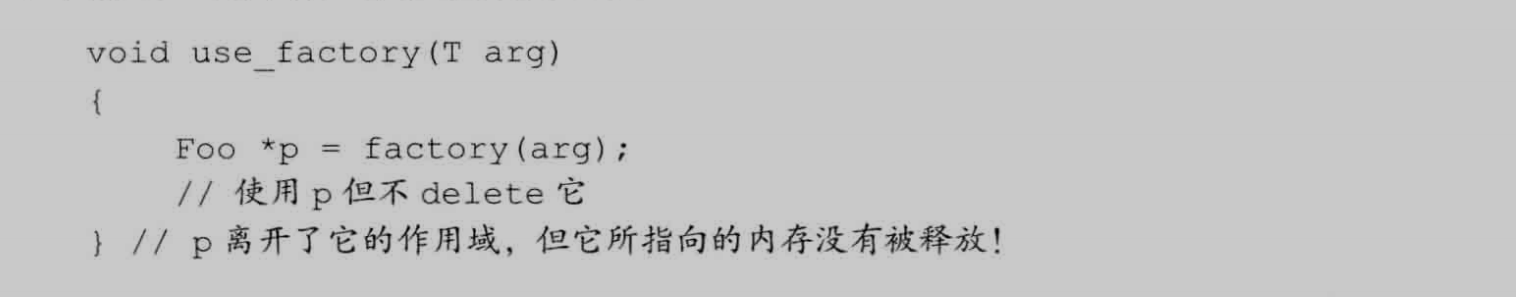 void use_factory(T arg)
{
    Foo *p = factory(arg);
    // 使用 p 但不 delete 它
} // p 离开了它的作用域，但它所指向的内存没有被释放！